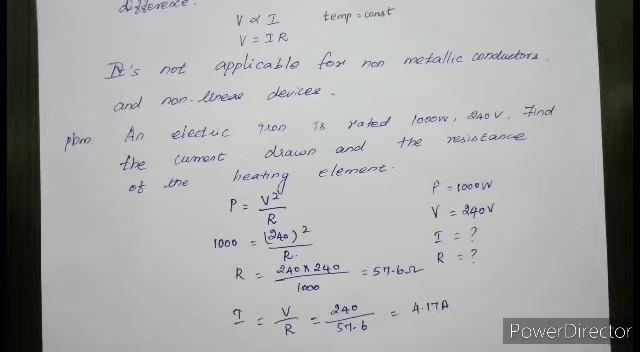 difference.
V ∝ I temp = const
V = IR
It's not applicable for non metallic conductors,
and non-linear devices.
pbm An electric iron is rated 1000W, 240V. Find
the current drawn and the resistance
of the heating element.
P = V²/R P = 1000W
1000 = (240)²/R. V = 240V
I = ?
R = 240 x 240/1000 = 57.6Ω R = ?
I = V/R = 240/57.6 = 4.17A
PowerDirector